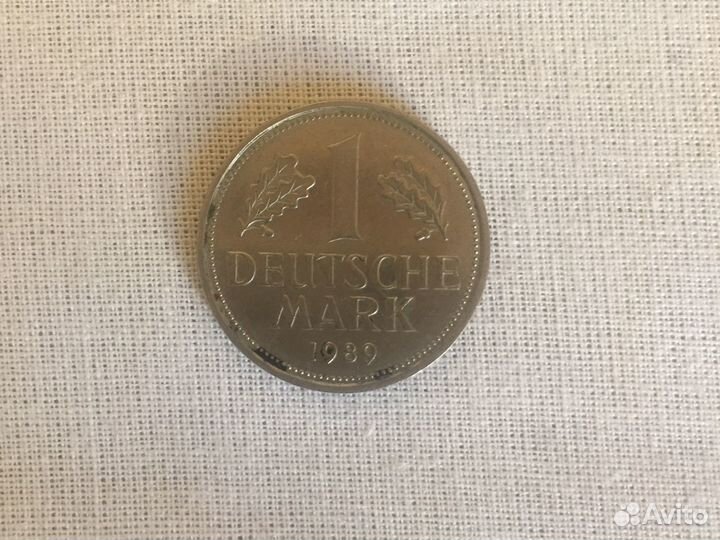 1
DEUTSCHE
MARK
1989
Avito